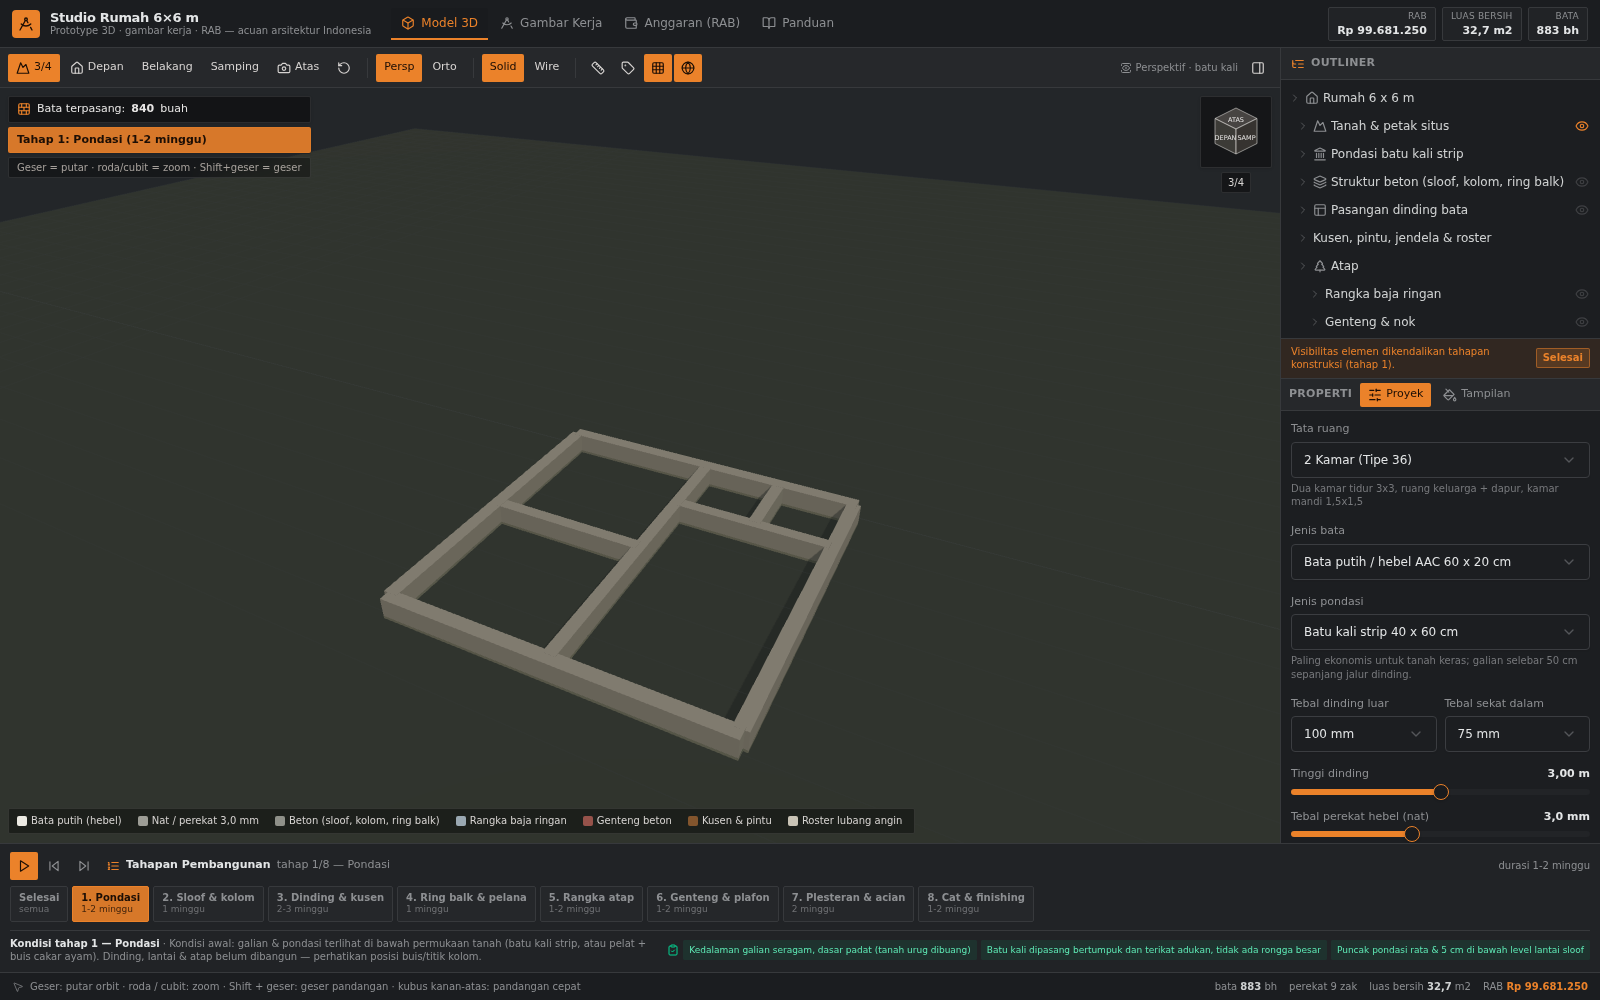 Studio Rumah 6×6 m
Prototype 3D · gambar kerja · RAB — acuan arsitektur Indonesia
Model 3D
Gambar Kerja
Anggaran (RAB)
Panduan
RAB
Rp 99.681.250
LUAS BERSIH
32,7 m2
BATA
883 bh
3/4
Depan
Belakang
Samping
Atas
Persp
Orto
Solid
Wire
Perspektif · batu kali
Bata terpasang: 840 buah
Tahap 1: Pondasi (1-2 minggu)
Geser = putar · roda/cubit = zoom · Shift+geser = geser
ATAS
DEPAN
SAMP
3/4
OUTLINER
Rumah 6 x 6 m
Tanah & petak situs
Pondasi batu kali strip
Struktur beton (sloof, kolom, ring balk)
Pasangan dinding bata
Kusen, pintu, jendela & roster
Atap
Rangka baja ringan
Genteng & nok
Visibilitas elemen dikendalikan tahapan
konstruksi (tahap 1).
Selesai
PROPERTI
Proyek
Tampilan
Tata ruang
2 Kamar (Tipe 36)
Dua kamar tidur 3x3, ruang keluarga + dapur, kamar
mandi 1,5x1,5
Jenis bata
Bata putih / hebel AAC 60 x 20 cm
Jenis pondasi
Batu kali strip 40 x 60 cm
Paling ekonomis untuk tanah keras; galian selebar 50 cm
sepanjang jalur dinding.
Tebal dinding luar
Tebal sekat dalam
100 mm
75 mm
Tinggi dinding
3,00 m
Tebal perekat hebel (nat)
3,0 mm
Bata putih (hebel)
Nat / perekat 3,0 mm
Beton (sloof, kolom, ring balk)
Rangka baja ringan
Genteng beton
Kusen & pintu
Roster lubang angin
Tahapan Pembangunan tahap 1/8 — Pondasi
durasi 1-2 minggu
Selesai
semua
1. Pondasi
1-2 minggu
2. Sloof & kolom
1 minggu
3. Dinding & kusen
2-3 minggu
4. Ring balk & pelana
1 minggu
5. Rangka atap
1-2 minggu
6. Genteng & plafon
1-2 minggu
7. Plesteran & acian
2 minggu
8. Cat & finishing
1-2 minggu
Kondisi tahap 1 — Pondasi · Kondisi awal: galian & pondasi terlihat di bawah permukaan tanah (batu kali strip, atau pelat +
buis cakar ayam). Dinding, lantai & atap belum dibangun — perhatikan posisi buis/titik kolom.
Kedalaman galian seragam, dasar padat (tanah urug dibuang)
Batu kali dipasang bertumpuk dan terikat adukan, tidak ada rongga besar
Puncak pondasi rata & 5 cm di bawah level lantai sloof
Geser: putar orbit · roda / cubit: zoom · Shift + geser: geser pandangan · kubus kanan-atas: pandangan cepat
bata 883 bh
perekat 9 zak
luas bersih 32,7 m2
RAB Rp 99.681.250